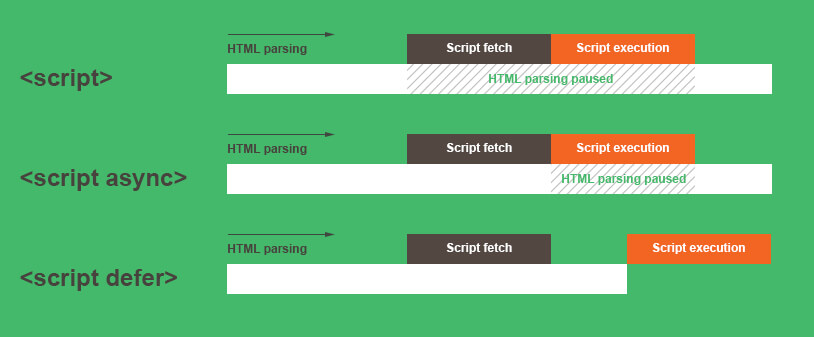 Script fetch Script execution
HTML parsing
<script>
HTML parsing paused
Script fetch Script execution
HTML parsing
<script async>
HTML parsing paused
Script fetch Script execution
HTML parsing
<script defer>